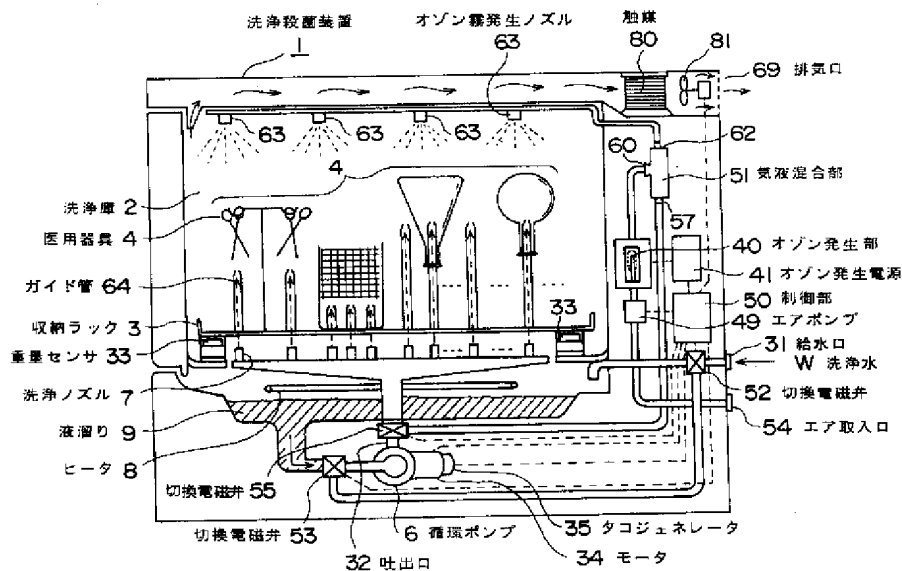 洗浄殺菌装置
1
オゾン霧発生ノズル
63
触媒
80
81
69 排気口
63
63
63
62
60
51 気液混合部
4
57
洗浄庫 2
医用器具 4
40 オゾン発生部
41 オゾン発生電源
ガイド管 64
50 制御部
49 エアポンプ
収納ラック 3
33
31 給水口
重量センサ 33
W 洗浄水
洗浄ノズル 7
52 切換電磁弁
液溜り 9
54 エア取入口
ヒータ 8
切換電磁弁 55
切換電磁弁 53
6 循環ポンプ
35 タコジェネレータ
32 吐出口
34 モータ